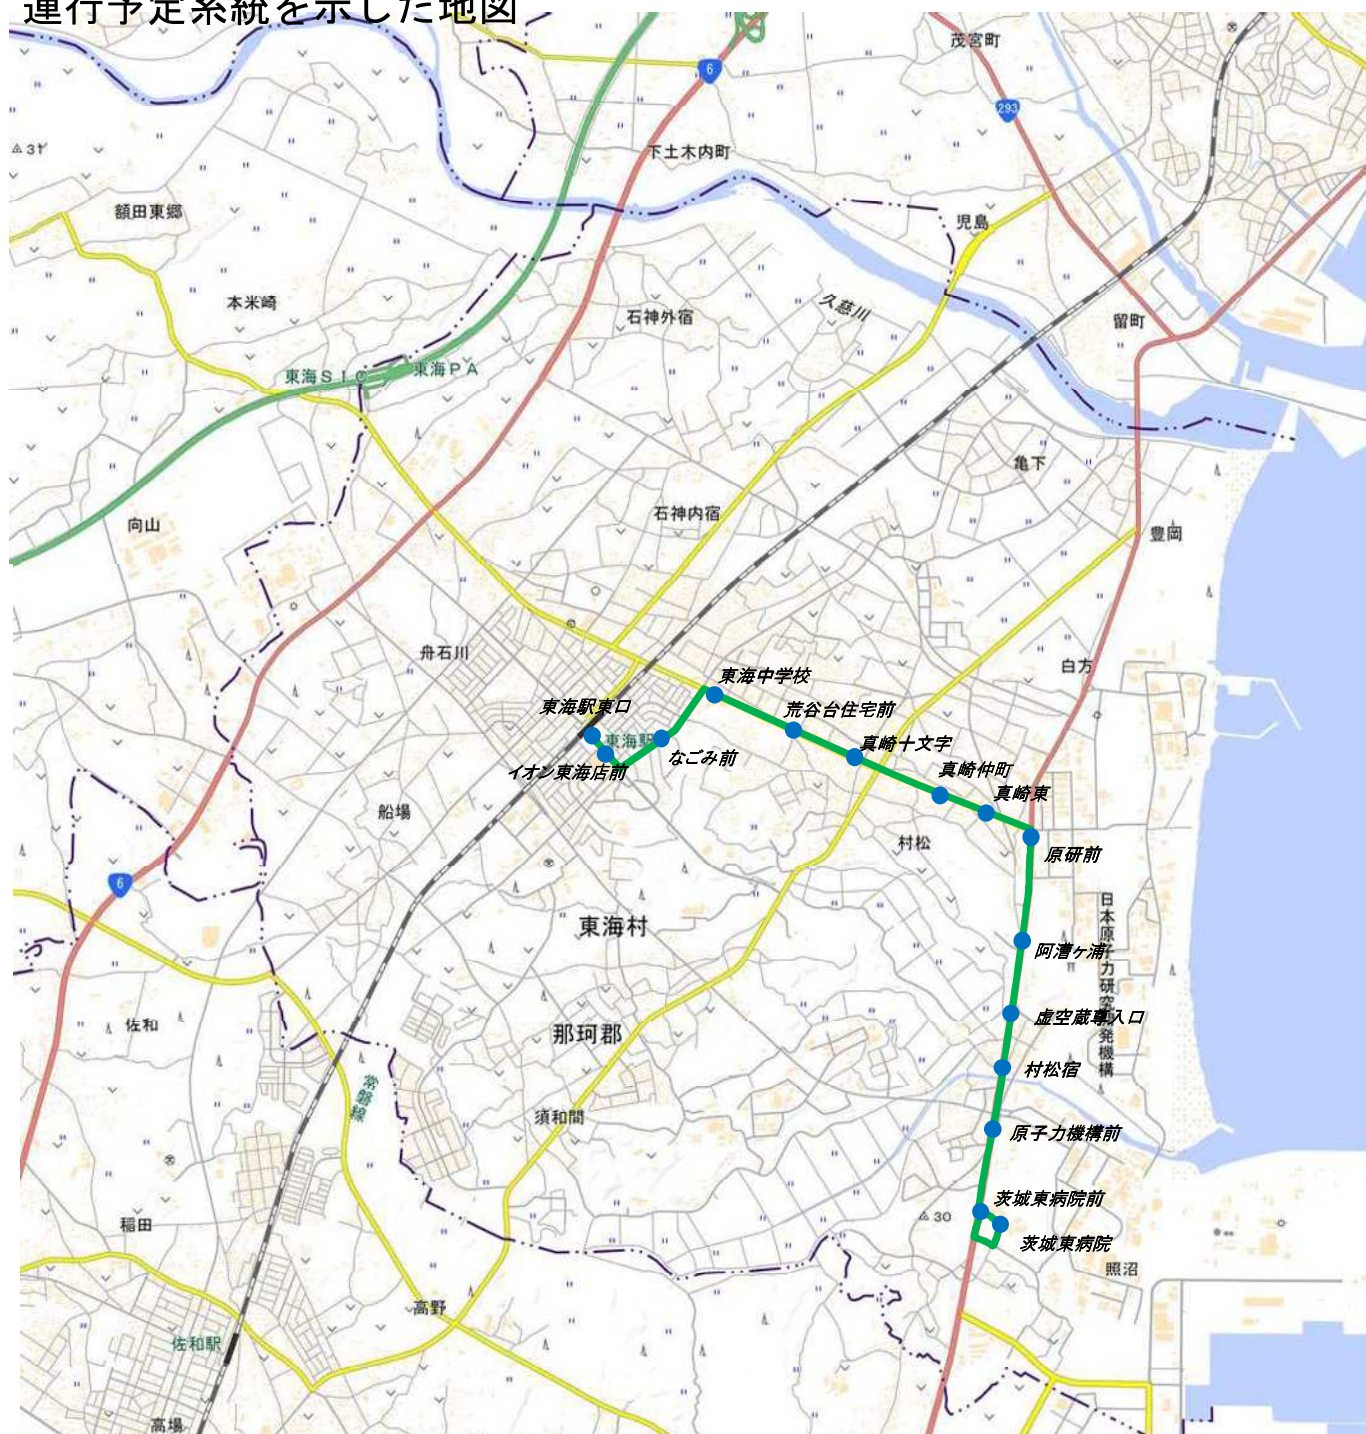 運行予定系統を示した地図
茂宮町
6
293
下土木内町
31
額田東郷
児島
本米崎
久慈川
石神外宿
留町
東海SIC
東海PA
亀下
石神内宿
向山
豊岡
舟石川
白方
東海中学校
東海駅東口
荒谷台住宅前
東海駅
真崎十文字
なごみ前
イオン東海店前
真崎仲町
真崎東
船場
村松
原研前
6
東海村
日本原子力研究開発機構
阿漕ヶ浦
虚空蔵尊入口
佐和
那珂郡
村松宿
常磐線
須和間
原子力機構前
茨城東病院前
30
稲田
茨城東病院
照沼
高野
佐和駅
高場